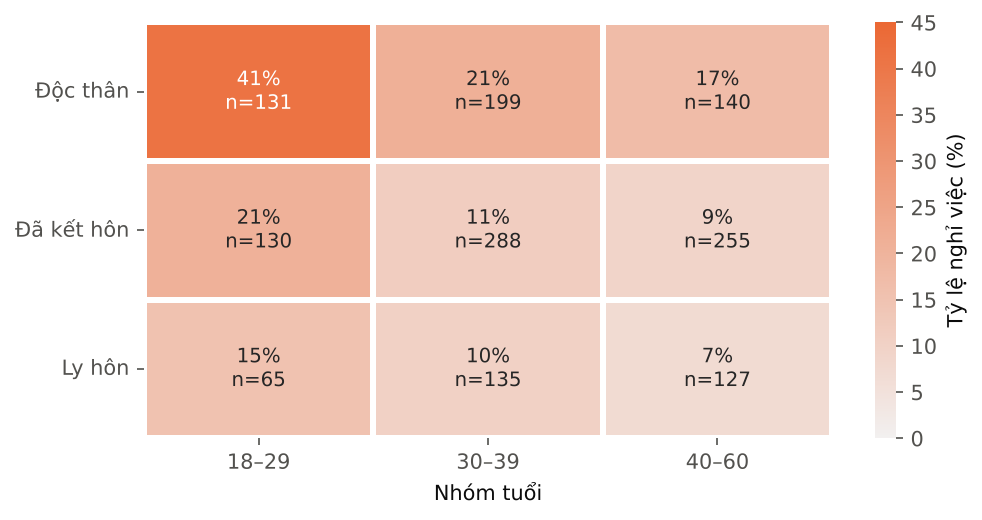 Độc thân
41%
n=131
21%
n=199
17%
n=140
Đã kết hôn
21%
n=130
11%
n=288
9%
n=255
Ly hôn
15%
n=65
10%
n=135
7%
n=127
18–29
30–39
40–60
Nhóm tuổi
45
40
35
30
25
20
15
10
5
0
Tỷ lệ nghỉ việc (%)